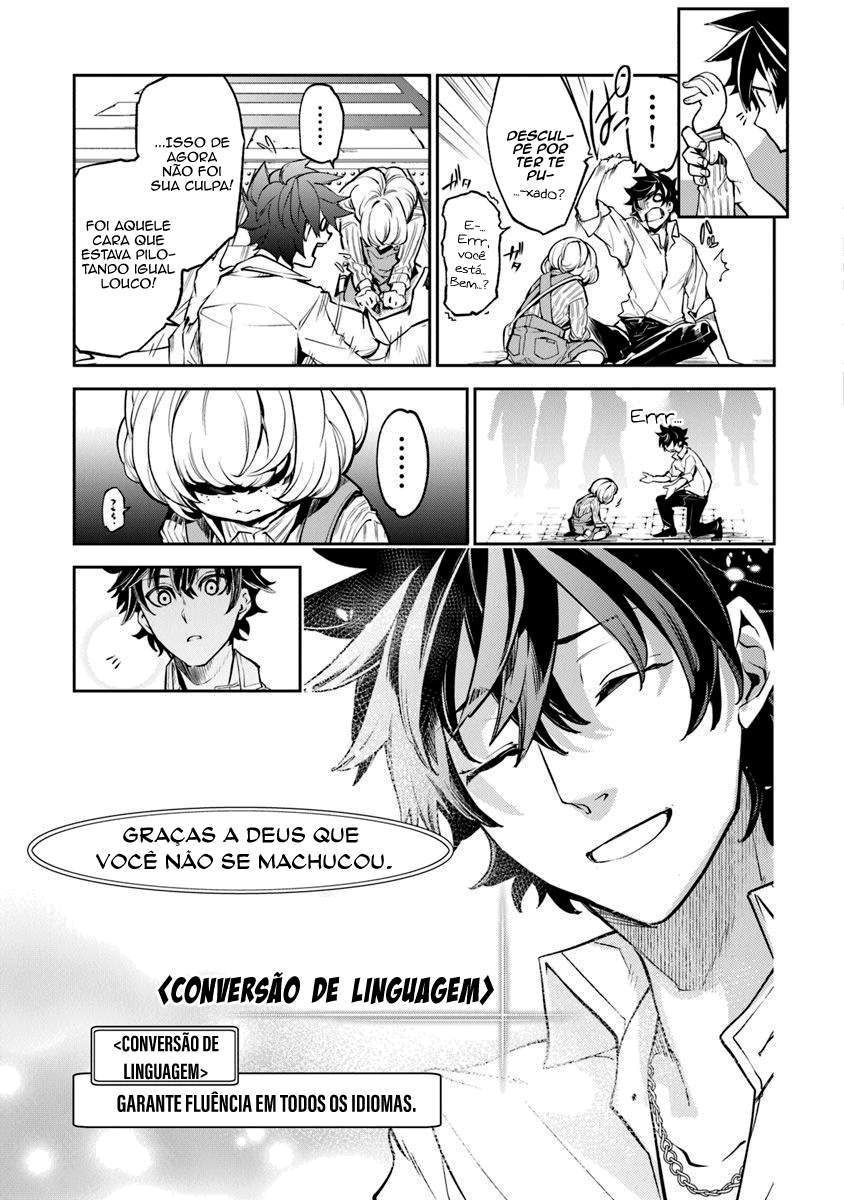 ......!
DESCUL-
PE POR
TER TE
PU-
...-xado?
E-...
Errr,
você
está..
Bem..?
パッ
......
...ISSO DE
AGORA
NÃO FOI
SUA CULPA!
FOI AQUELE
CARA QUE
ESTAVA PILO-
TANDO IGUAL
LOUCO!
Errr...
......
GRAÇAS A DEUS QUE
VOCÊ NÃO SE MACHUCOU.
<CONVERSÃO DE LINGUAGEM>
<CONVERSÃO DE
LINGUAGEM>
GARANTE FLUÊNCIA EM TODOS OS IDIOMAS.